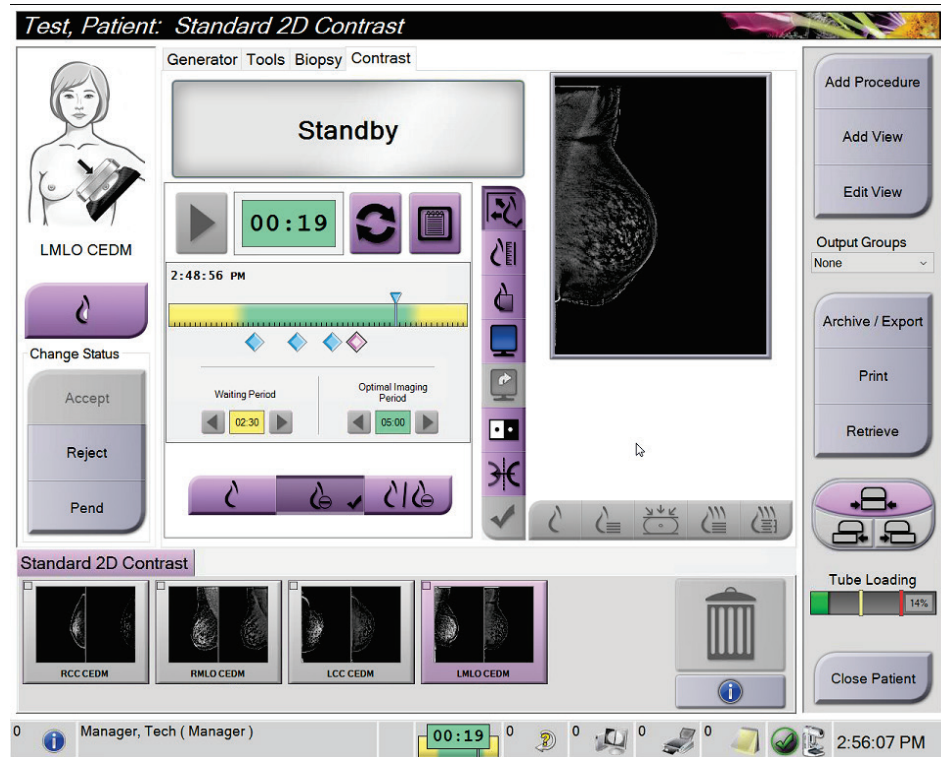 Test, Patient: Standard 2D Contrast
Generator Tools Biopsy Contrast
Standby
LMLO CEDM
Change Status
Accept
Reject
Pend
00:19
2:48:56 PM
Waiting Period
02:30
Optimal Imaging
Period
05:00
Add Procedure
Add View
Edit View
Output Groups
None
Archive / Export
Print
Retrieve
Tube Loading
14%
Close Patient
Standard 2D Contrast
RCC CEDM
RMLO CEDM
LCC CEDM
LMLO CEDM
0
Manager, Tech ( Manager )
00:19
0
0
0
0
2:56:07 PM